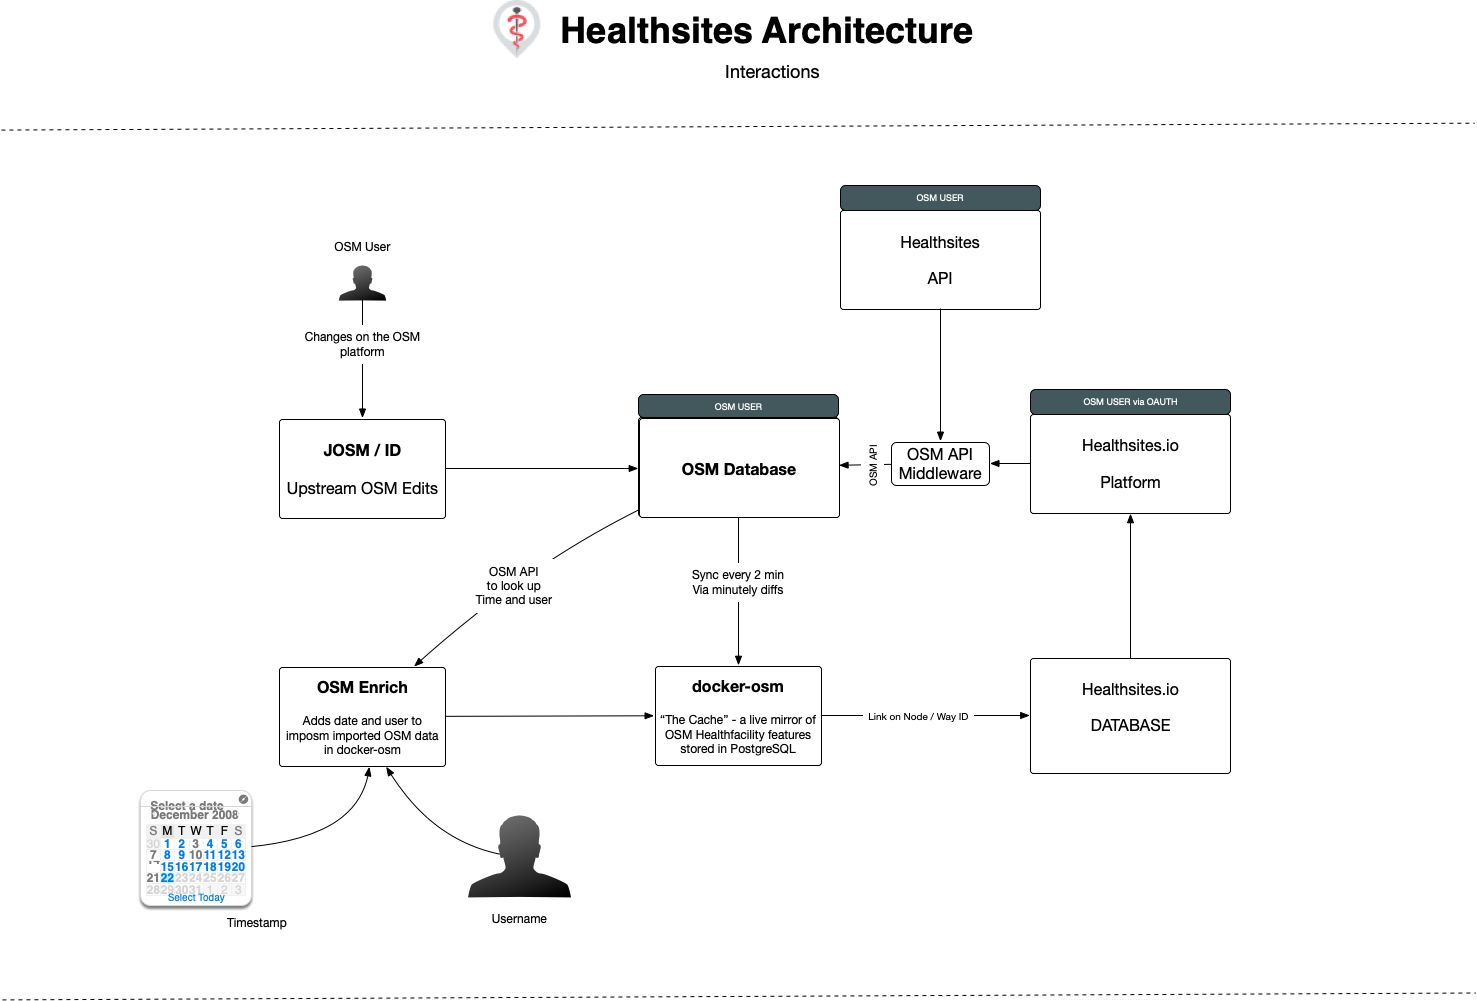 Healthsites Architecture
Interactions
OSM USER
Healthsites
API
OSM User
Changes on the OSM
platform
JOSM / ID
Upstream OSM Edits
OSM USER
OSM Database
OSM API
OSM API
Middleware
OSM USER via OAUTH
Healthsites.io
Platform
OSM API
to look up
Time and user
Sync every 2 min
Via minutely diffs
OSM Enrich
Adds date and user to
imposm imported OSM data
in docker-osm
docker-osm
“The Cache” - a live mirror of
OSM Healthfacility features
stored in PostgreSQL
Link on Node / Way ID
Healthsites.io
DATABASE
Select a date
December 2008
S M T W T F S
30 1 2 3 4 5 6
7 8 9 10 11 12 13
15 16 17 18 19 20
21 22 23 24 25 26 27
28 29 30 31 1 2 3
Select Today
Timestamp
Username